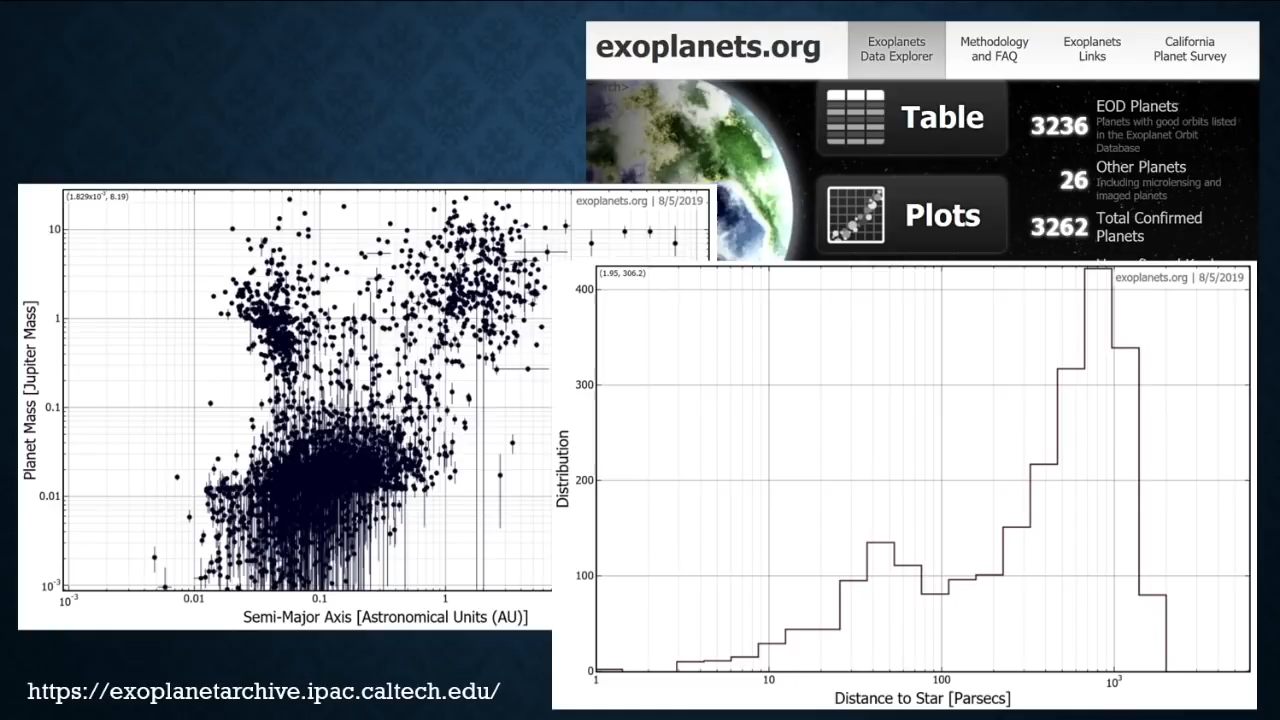 exoplanets.org
Exoplanets
Data Explorer
Methodology
and FAQ
Exoplanets
Links
California
Planet Survey
Table
Plots
3236
EOD Planets
Planets with good orbits listed
in the Exoplanet Orbit
Database
26
Other Planets
Including microlensing and
imaged planets
3262
Total Confirmed
Planets
(1.829x10⁻³, 8.19)
exoplanets.org | 8/5/2019
10
1
0.1
0.01
10⁻³
Planet Mass [Jupiter Mass]
10⁻³
0.01
0.1
1
Semi-Major Axis [Astronomical Units (AU)]
(1.95, 306.2)
exoplanets.org | 8/5/2019
400
300
200
100
0
Distribution
1
10
100
10³
Distance to Star [Parsecs]
https://exoplanetarchive.ipac.caltech.edu/